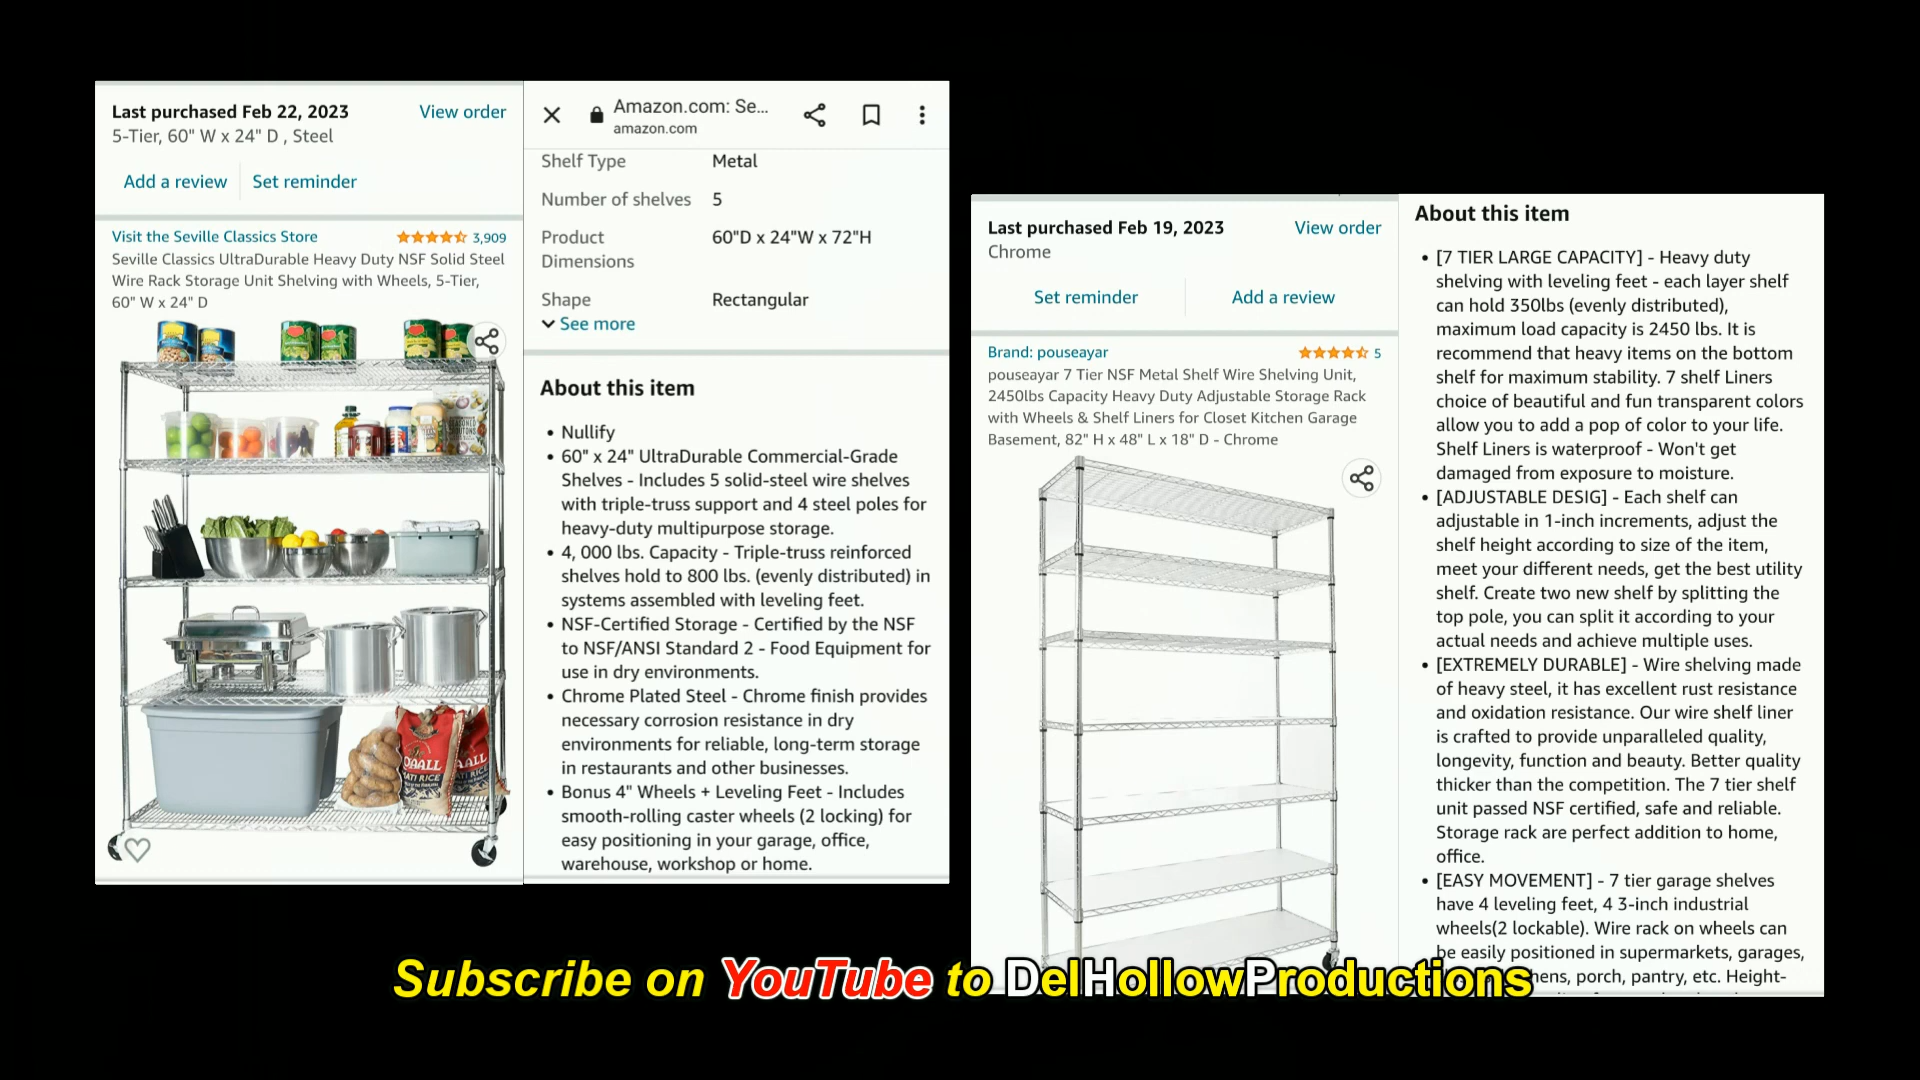 Last purchased Feb 22, 2023
View order
5-Tier, 60" W x 24" D , Steel
Add a review
Set reminder
Visit the Seville Classics Store
3,909
Seville Classics UltraDurable Heavy Duty NSF Solid Steel
Wire Rack Storage Unit Shelving with Wheels, 5-Tier,
60" W x 24" D
Amazon.com: Se...
amazon.com
Shelf Type Metal
Number of shelves 5
Product 60"D x 24"W x 72"H
Dimensions
Shape Rectangular
See more
About this item
• Nullify
• 60" x 24" UltraDurable Commercial-Grade
Shelves - Includes 5 solid-steel wire shelves
with triple-truss support and 4 steel poles for
heavy-duty multipurpose storage.
• 4, 000 lbs. Capacity - Triple-truss reinforced
shelves hold to 800 lbs. (evenly distributed) in
systems assembled with leveling feet.
• NSF-Certified Storage - Certified by the NSF
to NSF/ANSI Standard 2 - Food Equipment for
use in dry environments.
• Chrome Plated Steel - Chrome finish provides
necessary corrosion resistance in dry
environments for reliable, long-term storage
in restaurants and other businesses.
• Bonus 4" Wheels + Leveling Feet - Includes
smooth-rolling caster wheels (2 locking) for
easy positioning in your garage, office,
warehouse, workshop or home.
Last purchased Feb 19, 2023
View order
Chrome
Set reminder
Add a review
Brand: pouseayar
5
pouseayar 7 Tier NSF Metal Shelf Wire Shelving Unit,
2450lbs Capacity Heavy Duty Adjustable Storage Rack
with Wheels & Shelf Liners for Closet Kitchen Garage
Basement, 82" H x 48" L x 18" D - Chrome
About this item
• [7 TIER LARGE CAPACITY] - Heavy duty
shelving with leveling feet - each layer shelf
can hold 350lbs (evenly distributed),
maximum load capacity is 2450 lbs. It is
recommend that heavy items on the bottom
shelf for maximum stability. 7 shelf Liners
choice of beautiful and fun transparent colors
allow you to add a pop of color to your life.
Shelf Liners is waterproof - Won't get
damaged from exposure to moisture.
• [ADJUSTABLE DESIG] - Each shelf can
adjustable in 1-inch increments, adjust the
shelf height according to size of the item,
meet your different needs, get the best utility
shelf. Create two new shelf by splitting the
top pole, you can split it according to your
actual needs and achieve multiple uses.
• [EXTREMELY DURABLE] - Wire shelving made
of heavy steel, it has excellent rust resistance
and oxidation resistance. Our wire shelf liner
is crafted to provide unparalleled quality,
longevity, function and beauty. Better quality
thicker than the competition. The 7 tier shelf
unit passed NSF certified, safe and reliable.
Storage rack are perfect addition to home,
office.
• [EASY MOVEMENT] - 7 tier garage shelves
have 4 leveling feet, 4 3-inch industrial
wheels(2 lockable). Wire rack on wheels can
be easily positioned in supermarkets, garages,
porch, pantry, etc. Height-
Subscribe on YouTube to DelHollowProductions